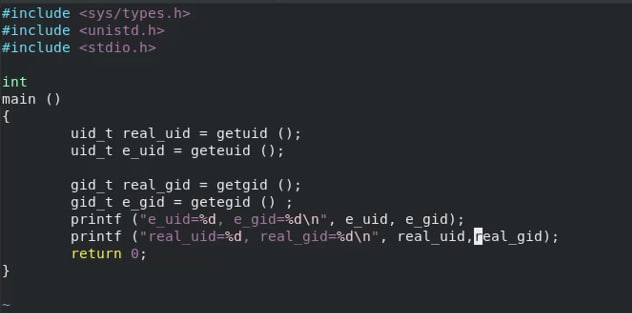 #include <sys/types.h>
#include <unistd.h>
#include <stdio.h>
int
main ()
{
uid_t real_uid = getuid ();
uid_t e_uid = geteuid ();
gid_t real_gid = getgid ();
gid_t e_gid = getegid () ;
printf ("e_uid=%d, e_gid=%d\n", e_uid, e_gid);
printf ("real_uid=%d, real_gid=%d\n", real_uid,real_gid);
return 0;
}
~